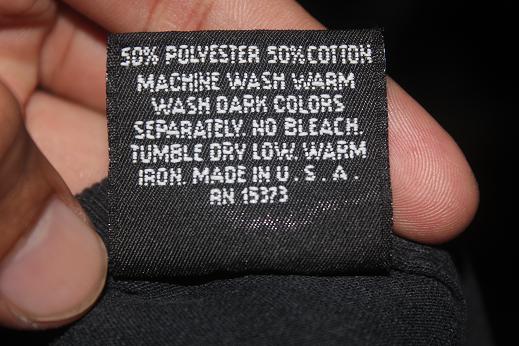 50% POLYESTER 50% COTTON
MACHINE WASH WARM
WASH DARK COLORS
SEPARATELY. NO BLEACH.
TUMBLE DRY LOW. WARM
IRON. MADE IN U.S.A.
RN 15373